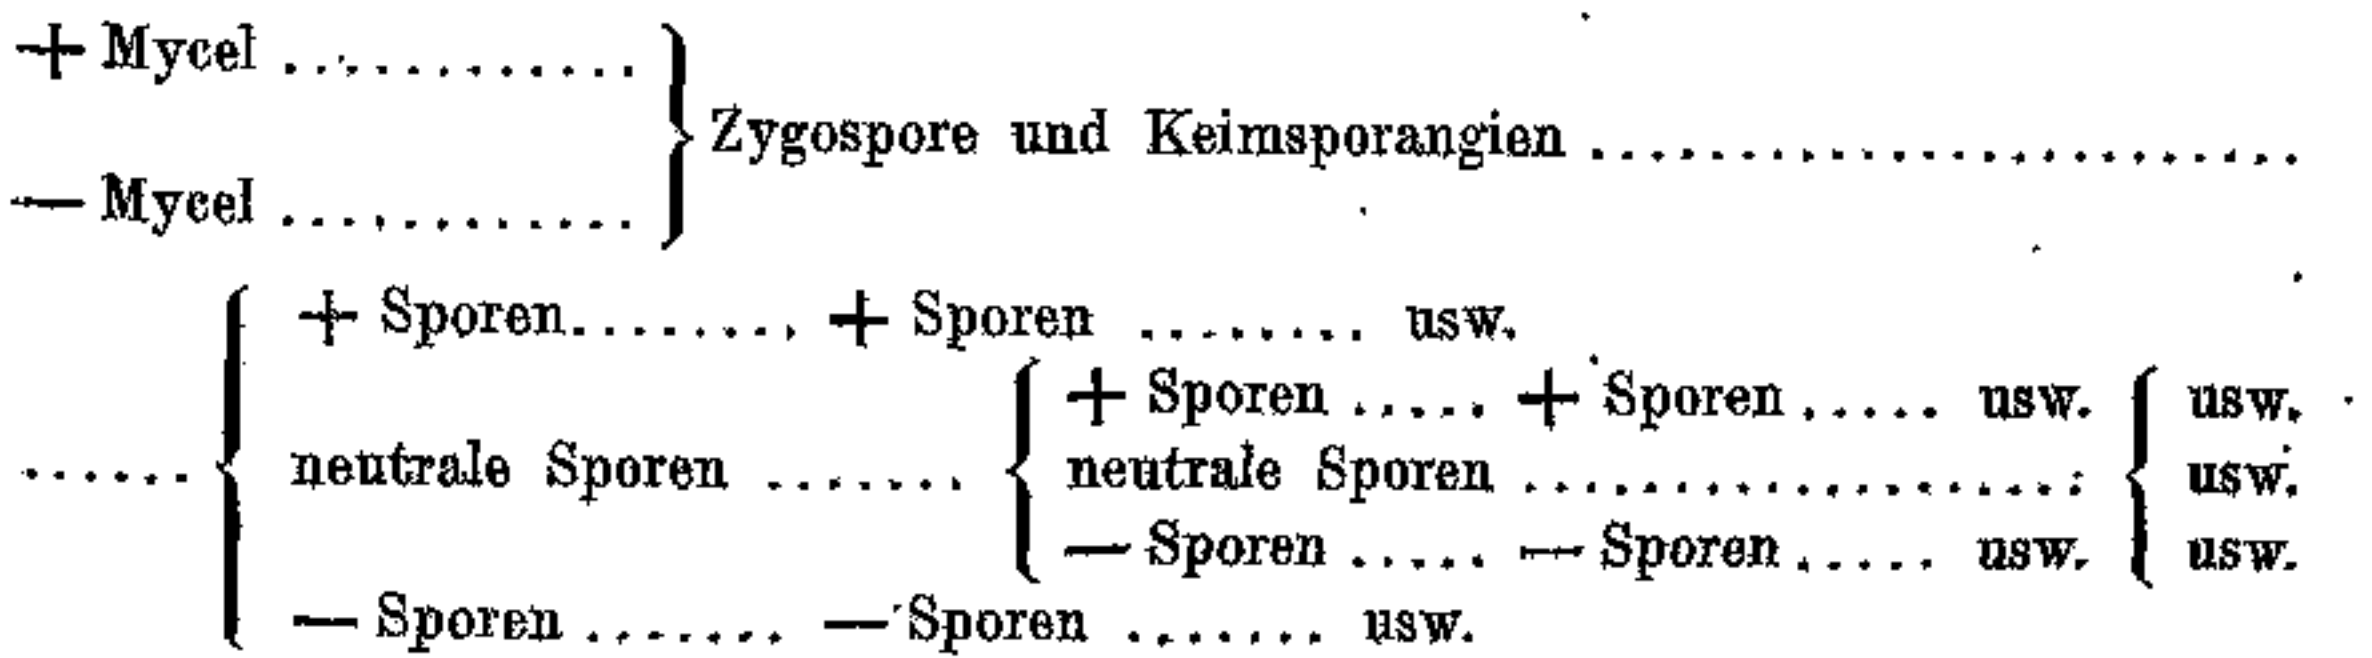 + Mycel ............
Zygospore und Keimsporangien ........................
— Mycel ............
+ Sporen........ + Sporen ........ usw.
+ Sporen ..... + Sporen ..... usw. usw.
...... neutrale Sporen ....... neutrale Sporen ................... usw.
— Sporen ..... — Sporen ..... usw. usw.
— Sporen ....... — Sporen ....... usw.